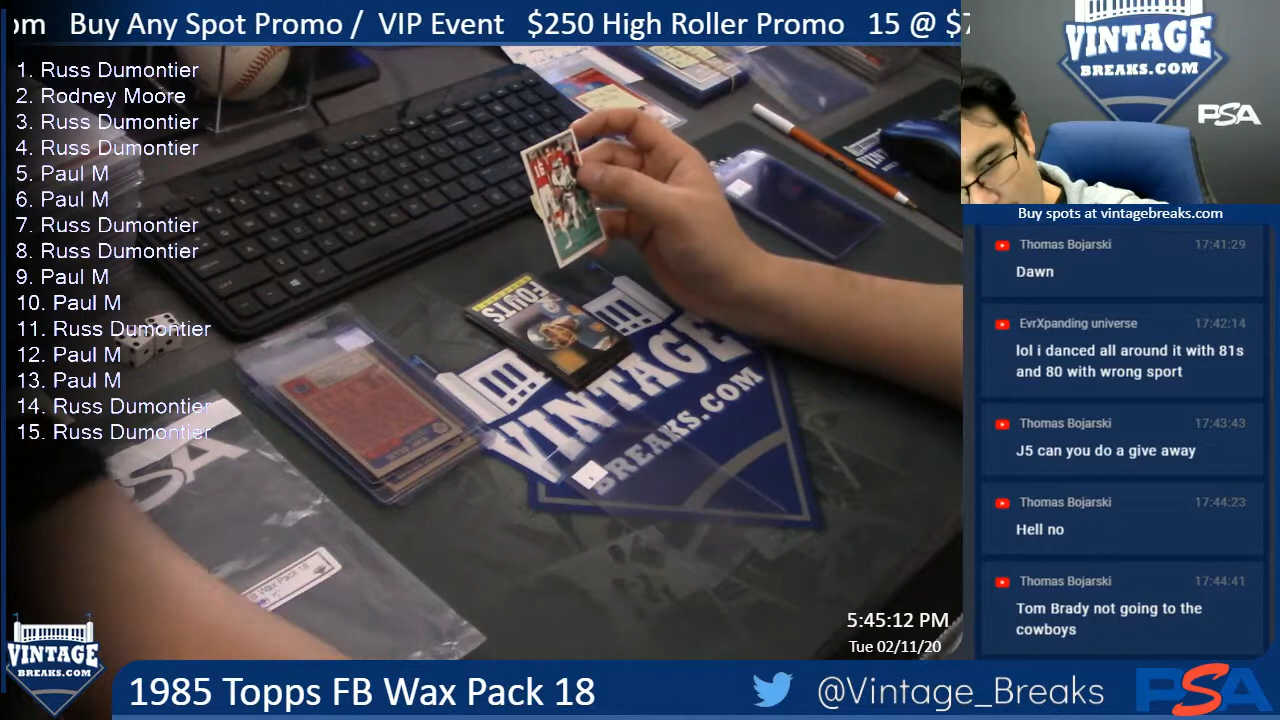 om Buy Any Spot Promo / VIP Event $250 High Roller Promo 15 @ $7
1. Russ Dumontier
2. Rodney Moore
3. Russ Dumontier
4. Russ Dumontier
5. Paul M
6. Paul M
7. Russ Dumontier
8. Russ Dumontier
9. Paul M
10. Paul M
11. Russ Dumontier
12. Paul M
13. Paul M
14. Russ Dumontier
15. Russ Dumontier
VINTAGE
BREAKS.COM
PSA
Buy spots at vintagebreaks.com
Thomas Bojarski 17:41:29
Dawn
EvrXpanding universe 17:42:14
lol i danced all around it with 81s
and 80 with wrong sport
Thomas Bojarski 17:43:43
J5 can you do a give away
Thomas Bojarski 17:44:23
Hell no
Thomas Bojarski 17:44:41
Tom Brady not going to the
cowboys
16
FOUTS
VINTAGE
BREAKS.COM
PSA
B Wax Pack 18
5:45:12 PM
Tue 02/11/20
VINTAGE
BREAKS.COM
1985 Topps FB Wax Pack 18
@Vintage_Breaks
PSA